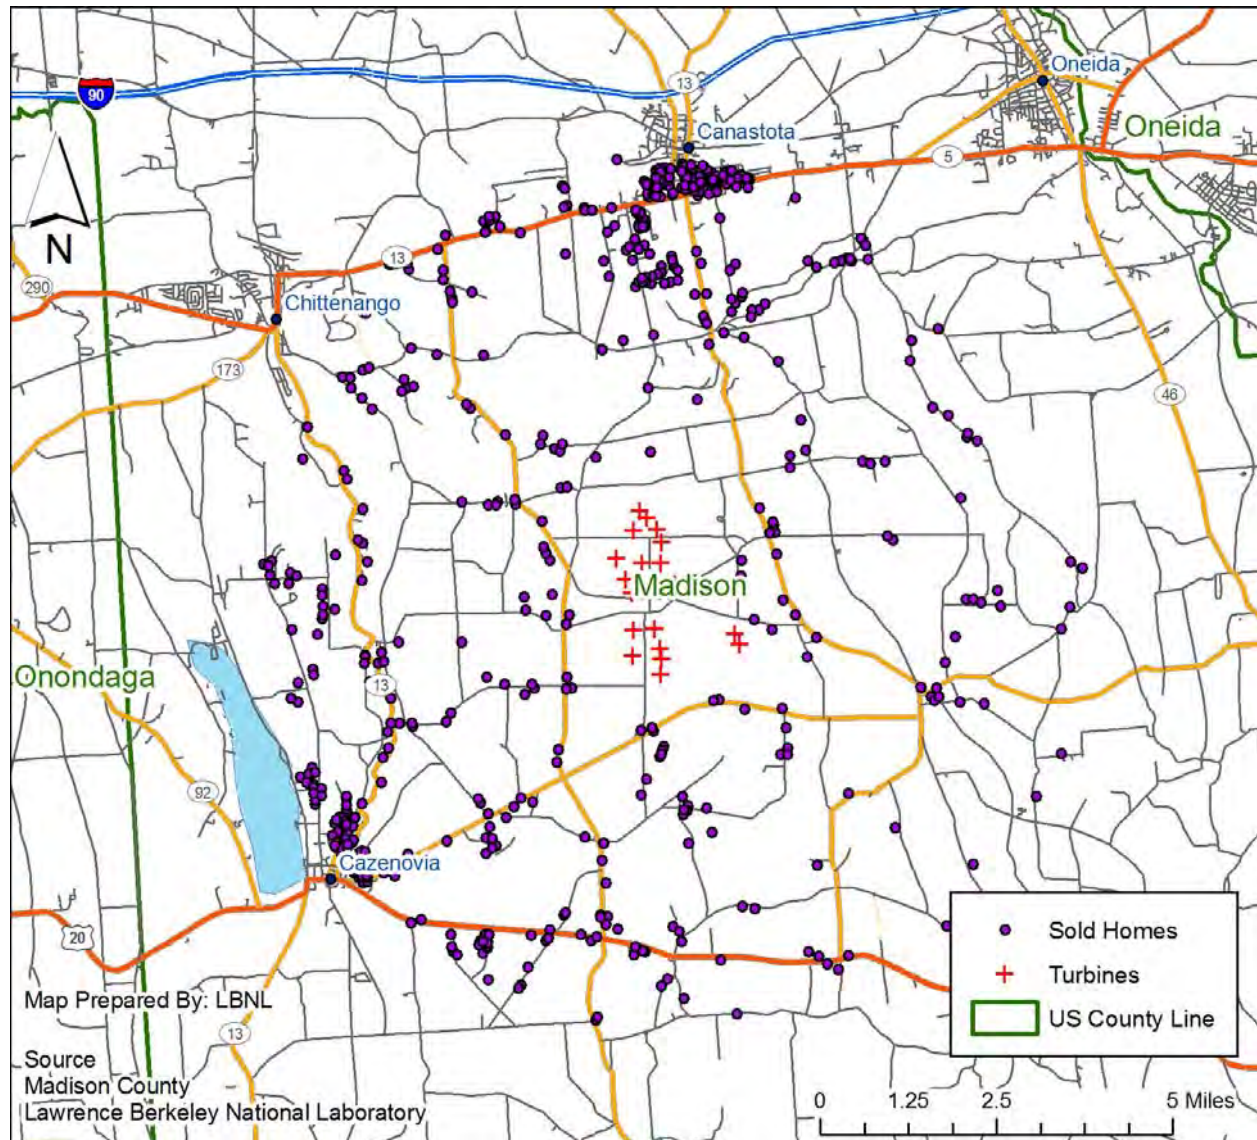 Oneida
13
90
Canastota
Oneida
5
N
13
290
Chittenango
173
46
Madison
Onondaga
13
92
Cazenovia
20
Sold Homes
Turbines
US County Line
Map Prepared By: LBNL
13
Source
Madison County
Lawrence Berkeley National Laboratory
0 1.25 2.5 5 Miles